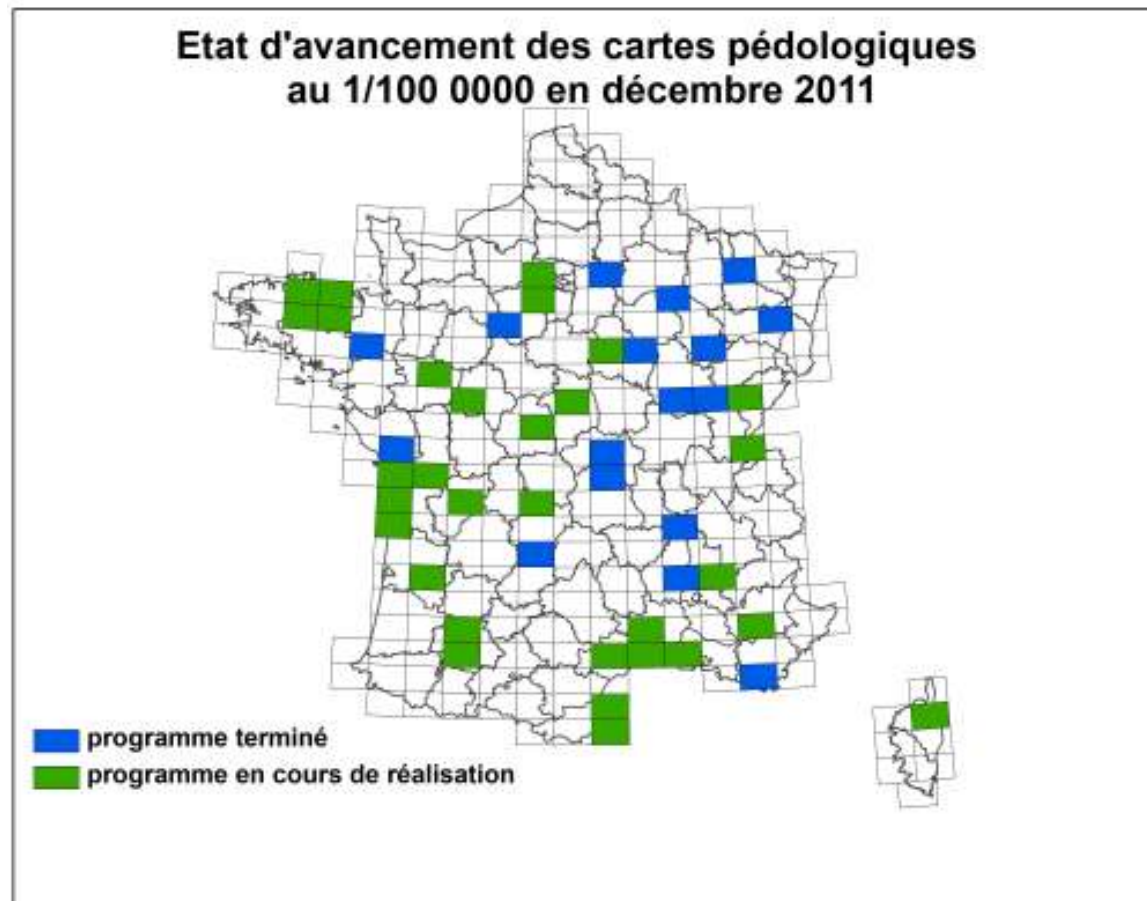 Etat d'avancement des cartes pédologiques
au 1/100 0000 en décembre 2011
programme terminé
programme en cours de réalisation